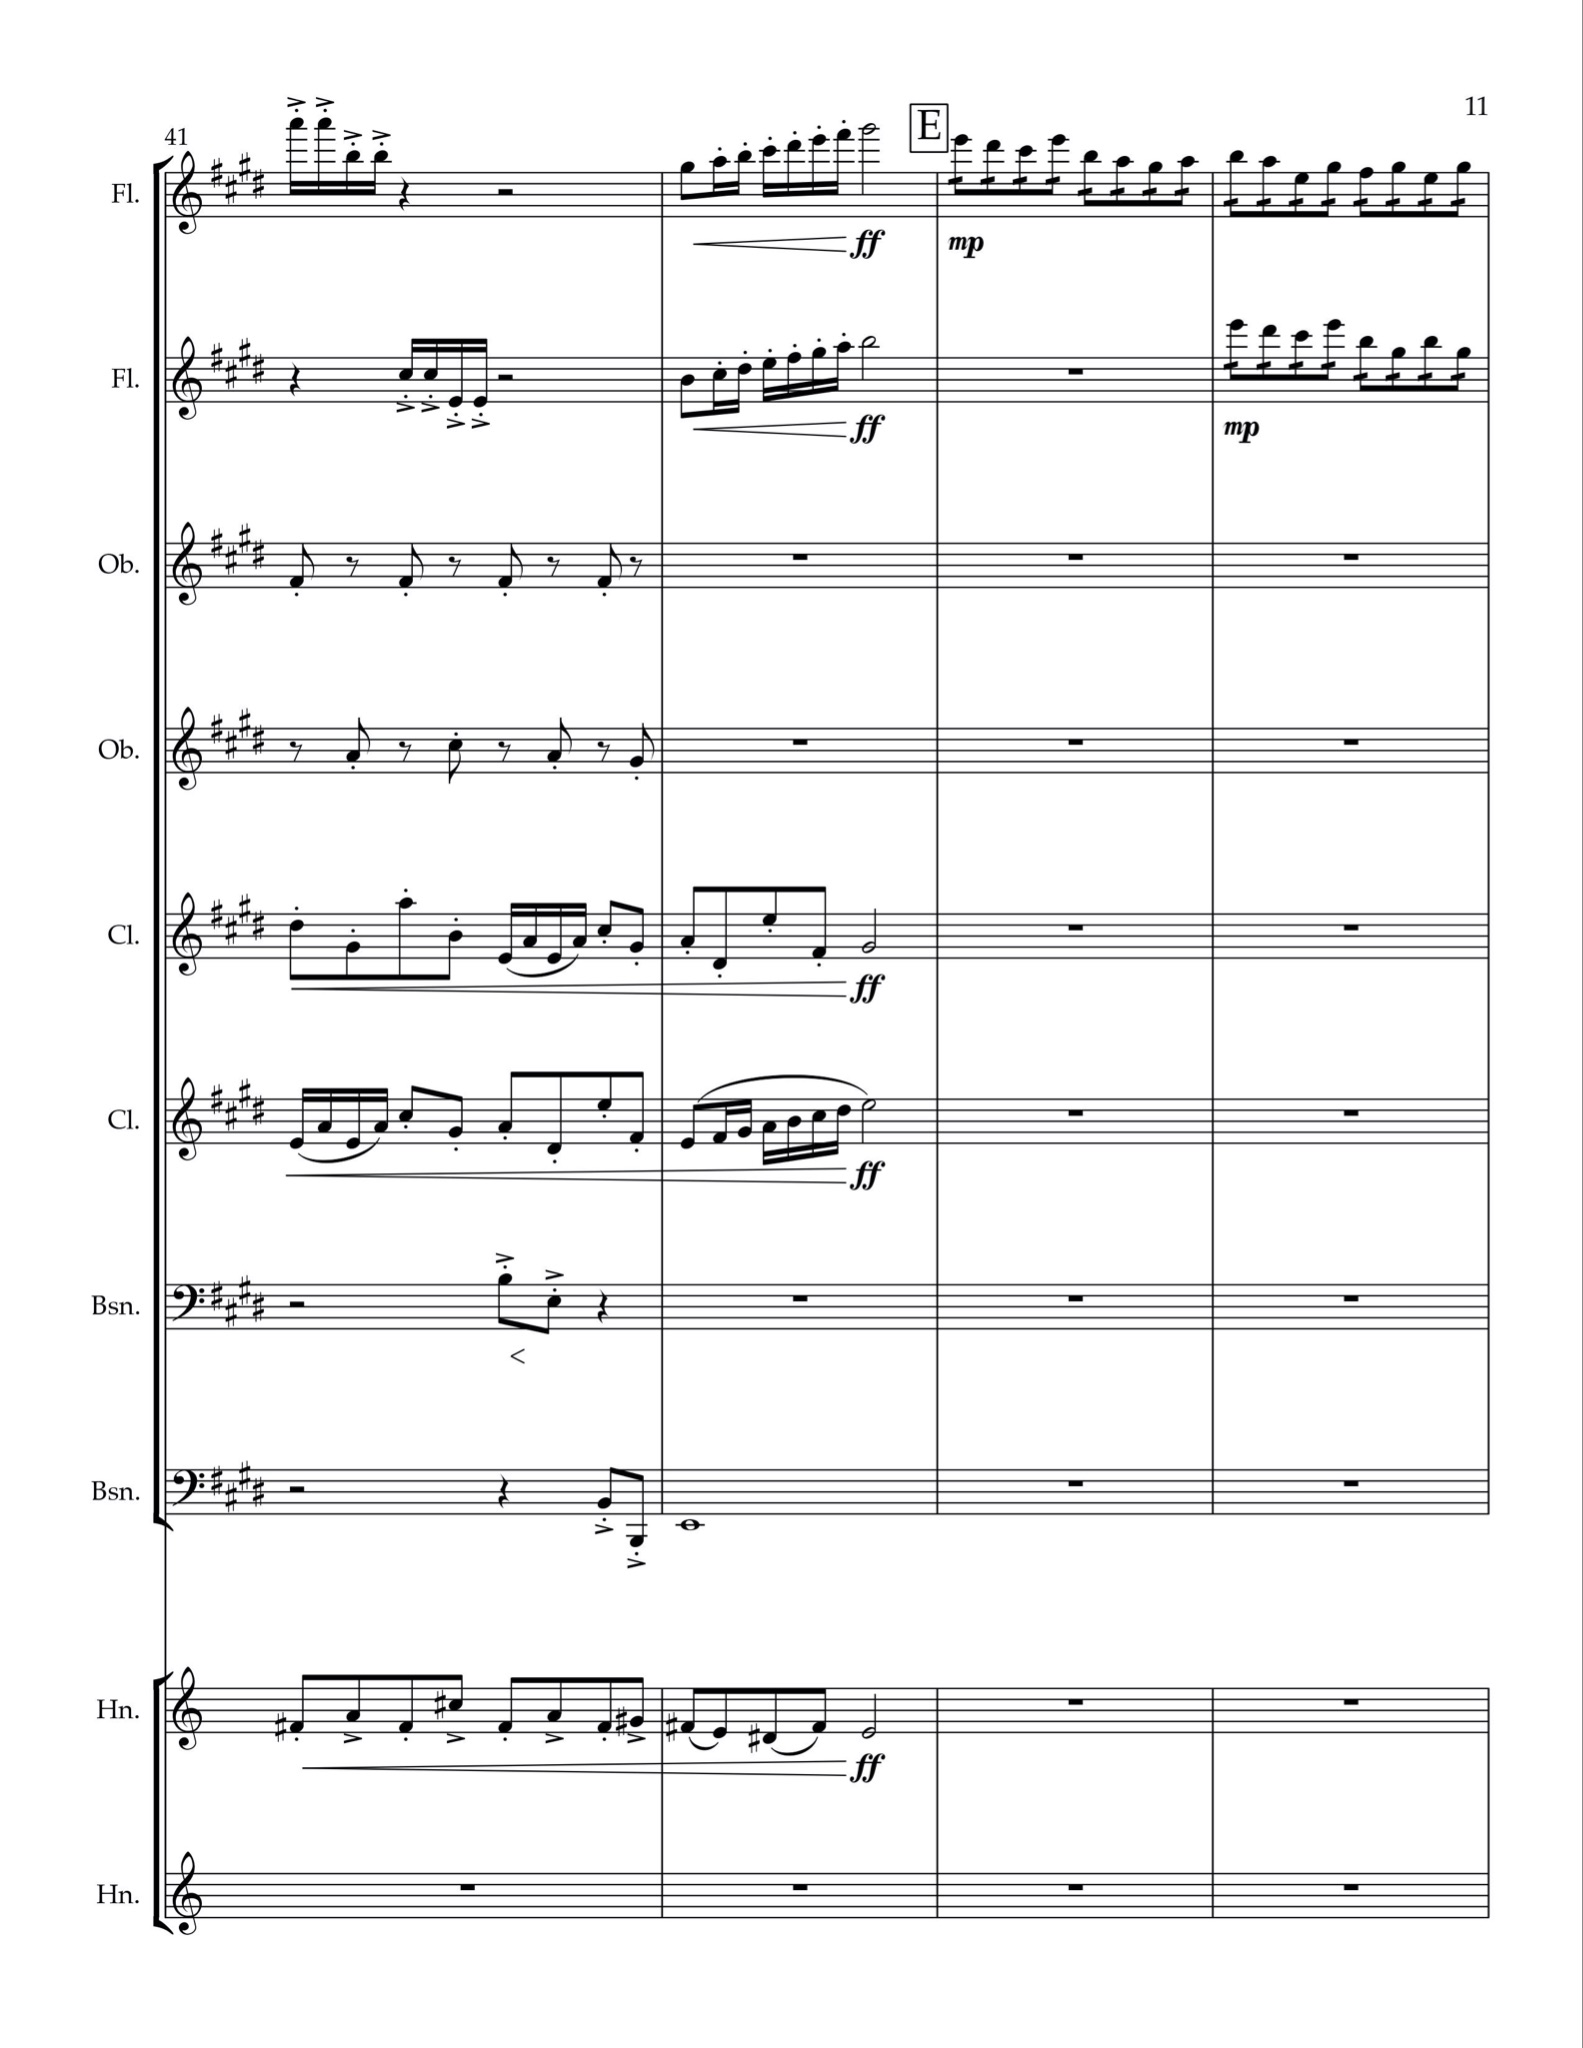 11
41
E
Fl.
ff
mp
Fl.
ff
mp
Ob.
Ob.
Cl.
ff
Cl.
ff
Bsn.
Bsn.
Hn.
ff
Hn.